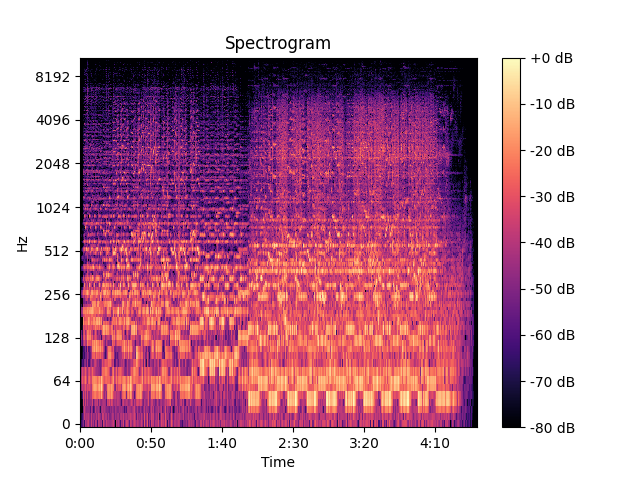 Spectrogram
8192
4096
2048
1024
512
256
128
64
0
Hz
0:00
0:50
1:40
2:30
3:20
4:10
Time
+0 dB
-10 dB
-20 dB
-30 dB
-40 dB
-50 dB
-60 dB
-70 dB
-80 dB